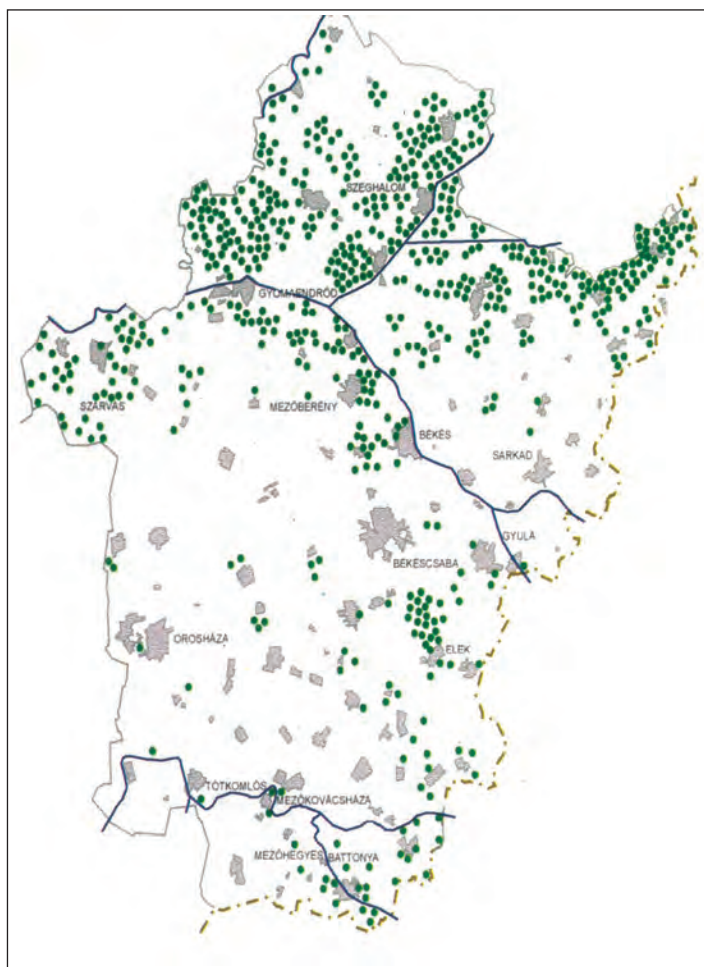 SZEGHALOM
GYOMAENDRŐD
SZARVAS
MEZŐBERÉNY
BÉKÉS
SARKAD
GYULA
BÉKÉSCSABA
OROSHÁZA
ELEK
TÓTKOMLÓS
MEZŐKOVÁCSHÁZA
MEZŐHEGYES
BATTONYA